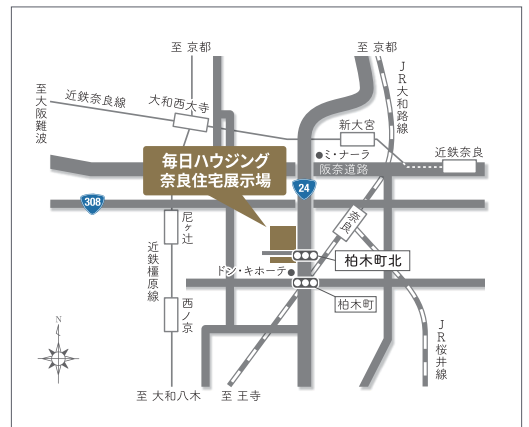 至 京都
至 京都
至大阪難波
近鉄奈良線
大和西大寺
JR大和路線
新大宮
ミ・ナーラ
近鉄奈良
阪奈道路
毎日ハウジング
奈良住宅展示場
24
308
尼ヶ辻
奈良
近鉄橿原線
柏木町北
ドン・キホーテ
西ノ京
柏木町
JR桜井線
N
至 大和八木
至 王寺